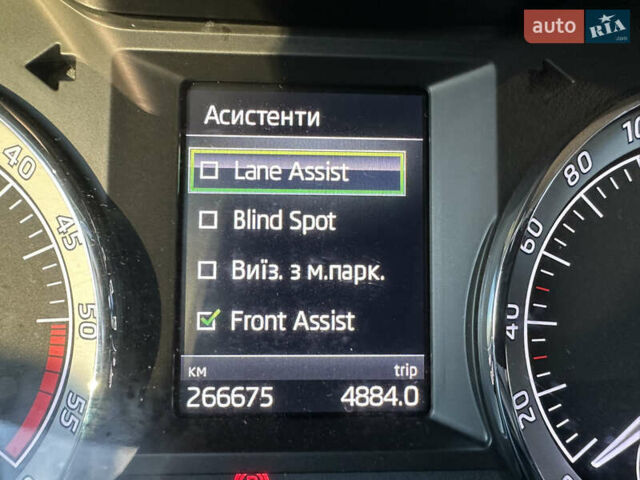 auto RIA.com
Асистенти
Lane Assist
Blind Spot
Виїз. з м.парк.
Front Assist
км trip
266675 4884.0
40
45
50
55
20
40
60
80